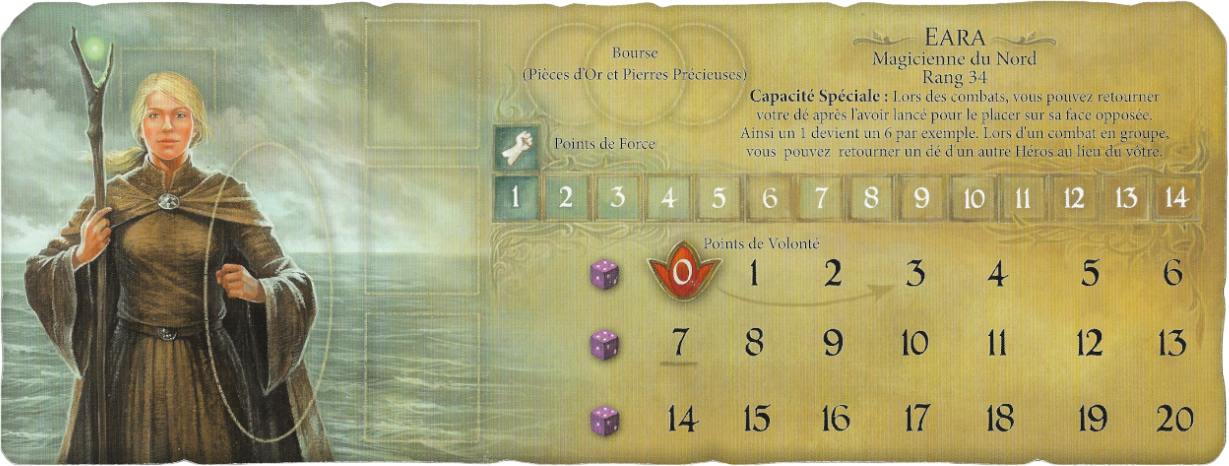 EARA
Magicienne du Nord
Rang 34
Bourse
(Pièces d'Or et Pierres Précieuses)
Capacité Spéciale : Lors des combats, vous pouvez retourner
votre dé après l'avoir lancé pour le placer sur sa face opposée.
Ainsi un 1 devient un 6 par exemple. Lors d'un combat en groupe,
vous pouvez retourner un dé d'un autre Héros au lieu du vôtre.
Points de Force
1 2 3 4 5 6 7 8 9 10 11 12 13 14
Points de Volonté
0 1 2 3 4 5 6
7 8 9 10 11 12 13
14 15 16 17 18 19 20